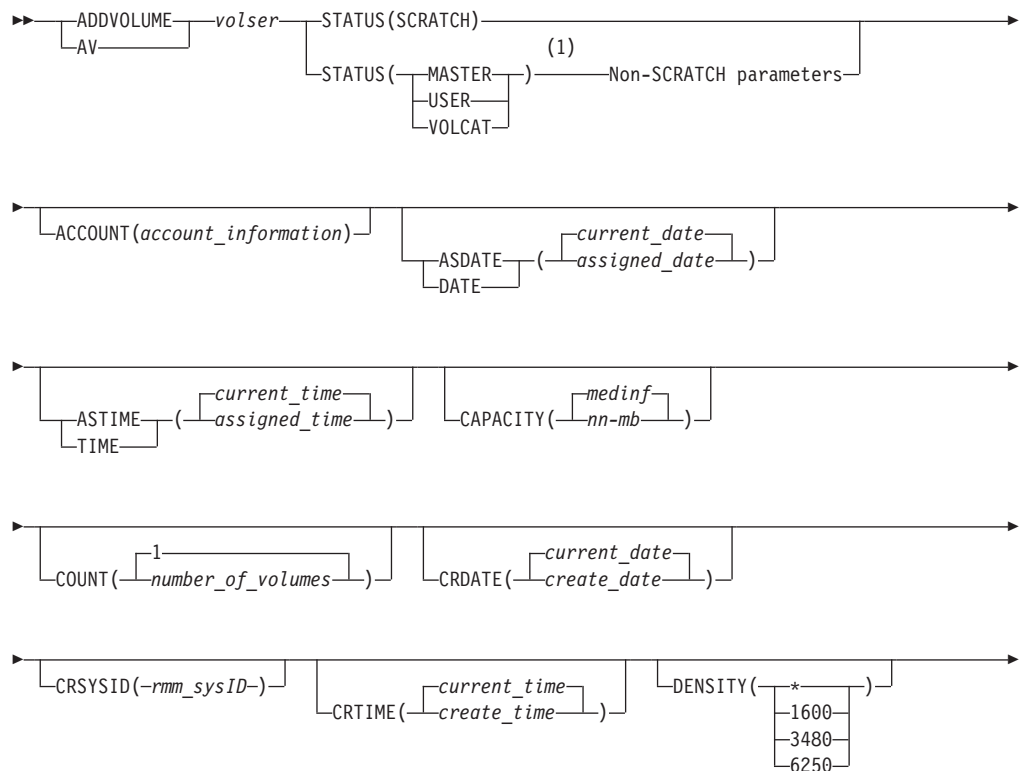 ADDVOLUME volser STATUS(SCRATCH)
AV (1)
STATUS( MASTER ) Non-SCRATCH parameters
USER
VOLCAT
ACCOUNT(account_information) current_date
ASDATE ( assigned_date )
DATE
current_time medinf
ASTIME ( assigned_time ) CAPACITY( nn-mb )
TIME
1 current_date
COUNT( number_of_volumes ) CRDATE( create_date )
CRSYSID( rmm_sysID ) current_time DENSITY( * )
CRTIME( create_time ) 1600
3480
6250